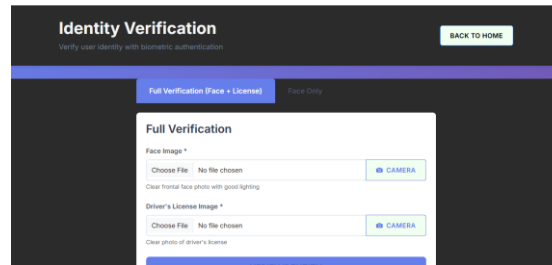 Identity Verification
Verify user identity with biometric authentication
BACK TO HOME
Full Verification (Face + License)
Face Only
Full Verification
Face Image *
Choose File No file chosen
CAMERA
Clear frontal face photo with good lighting
Driver's License Image *
Choose File No file chosen
CAMERA
Clear photo of driver's license